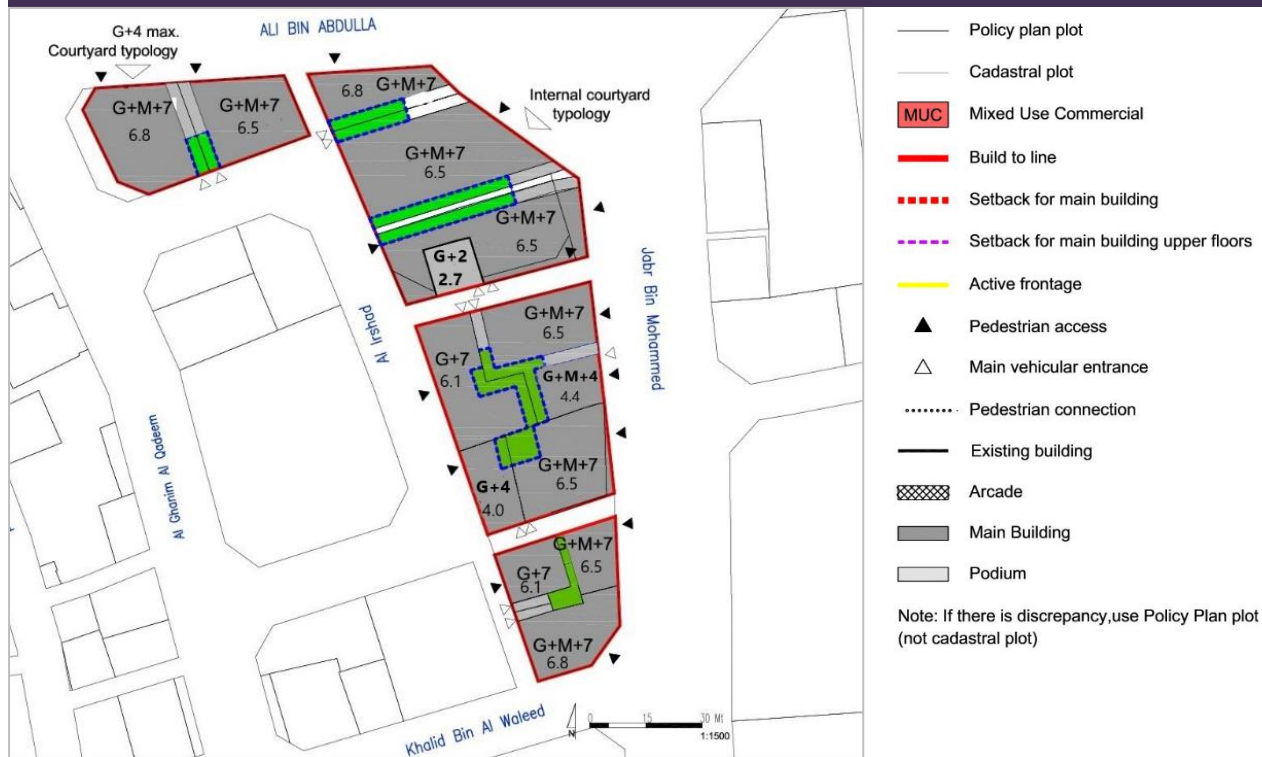 ALI BIN ABDULLA
G+4 max.
Courtyard typology
G+M+7
6.8
G+M+7
6.5
6.8
G+M+7
Internal courtyard
typology
G+M+7
6.5
G+M+7
6.5
G+2
2.7
Jabr Bin Mohammed
Al Irshad
Al Ghanim Al Qadeem
G+M+7
6.5
G+7
6.1
G+M+4
4.4
G+M+7
6.5
G+4
4.0
G+M+7
6.5
G+7
6.1
G+M+7
6.8
Khalid Bin Al Waleed
N
0 15 30 Mt
1:1500
Policy plan plot
Cadastral plot
MUC Mixed Use Commercial
Build to line
Setback for main building
Setback for main building upper floors
Active frontage
Pedestrian access
Main vehicular entrance
Pedestrian connection
Existing building
Arcade
Main Building
Podium
Note: If there is discrepancy,use Policy Plan plot
(not cadastral plot)